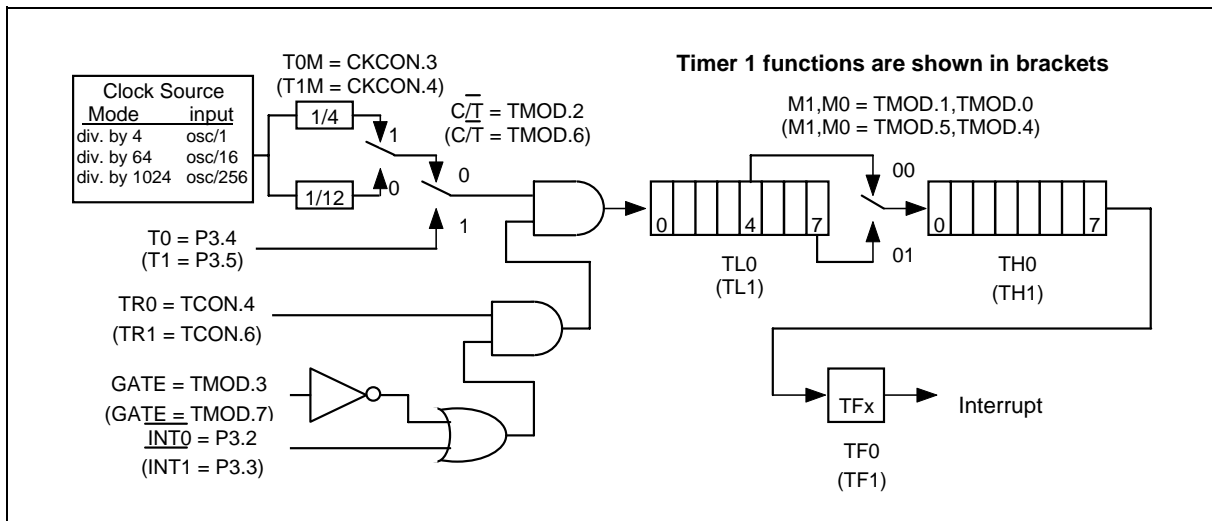 Timer 1 functions are shown in brackets
T0M = CKCON.3
(T1M = CKCON.4)
Clock Source
Mode input
div. by 4 osc/1
div. by 64 osc/16
div. by 1024 osc/256
1/4
1/12
1
0
C/T = TMOD.2
(C/T = TMOD.6)
0
1
M1,M0 = TMOD.1,TMOD.0
(M1,M0 = TMOD.5,TMOD.4)
00
01
0 4 7
TL0
(TL1)
0 7
TH0
(TH1)
T0 = P3.4
(T1 = P3.5)
TR0 = TCON.4
(TR1 = TCON.6)
GATE = TMOD.3
(GATE = TMOD.7)
INT0 = P3.2
(INT1 = P3.3)
TFx
Interrupt
TF0
(TF1)